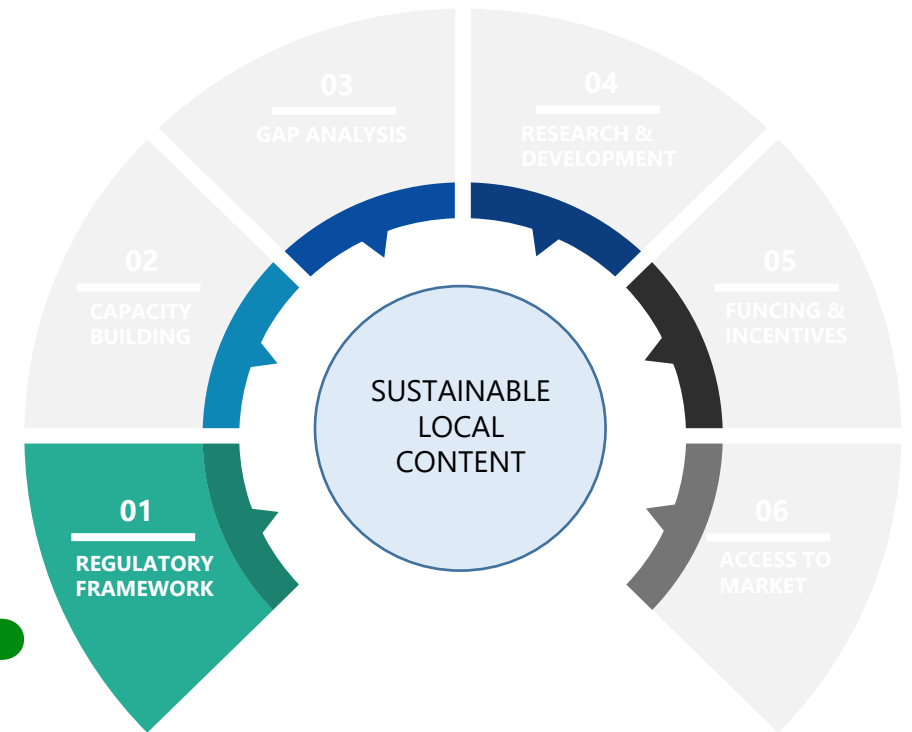 03
GAP ANALYSIS
04
RESEARCH &
DEVELOPMENT
02
CAPACITY
BUILDING
05
FUNCING &
INCENTIVES
SUSTAINABLE
LOCAL
CONTENT
01
REGULATORY
FRAMEWORK
06
ACCESS TO
MARKET